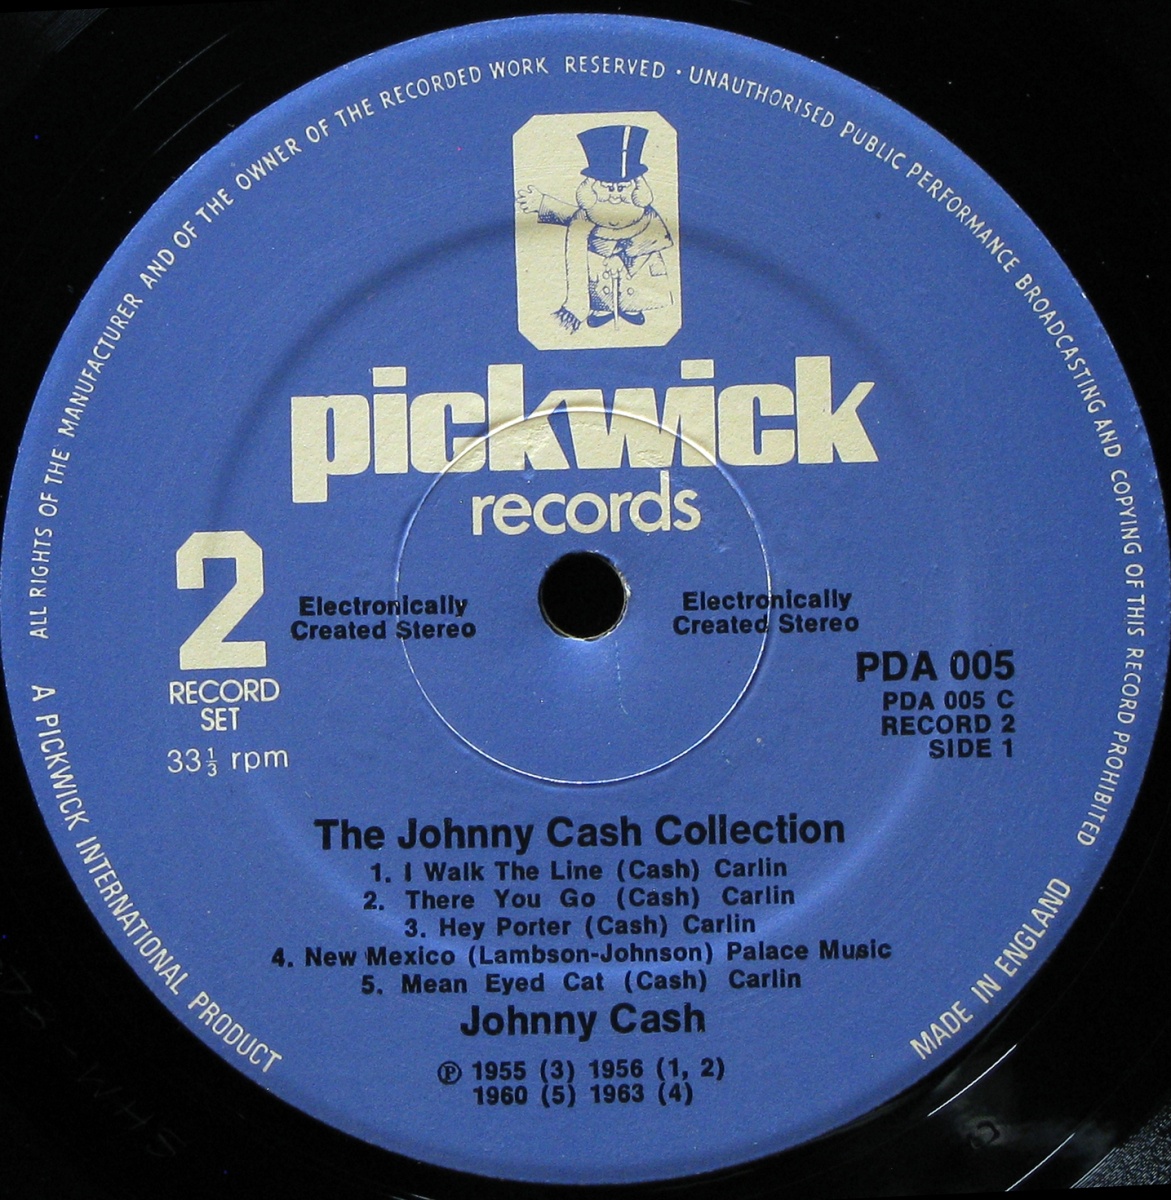 ALL RIGHTS OF THE MANUFACTURER AND OF THE OWNER OF THE RECORDED WORK RESERVED · UNAUTHORISED PUBLIC PERFORMANCE BROADCASTING AND COPYING OF THIS RECORD PROHIBITED
pickwick
records
2
RECORD
SET
33⅓ rpm
Electronically
Created Stereo
Electronically
Created Stereo
PDA 005
PDA 005 C
RECORD 2
SIDE 1
The Johnny Cash Collection
1. I Walk The Line (Cash) Carlin
2. There You Go (Cash) Carlin
3. Hey Porter (Cash) Carlin
4. New Mexico (Lambson-Johnson) Palace Music
5. Mean Eyed Cat (Cash) Carlin
Johnny Cash
℗ 1955 (3) 1956 (1, 2)
1960 (5) 1963 (4)
A PICKWICK INTERNATIONAL PRODUCT
MADE IN ENGLAND